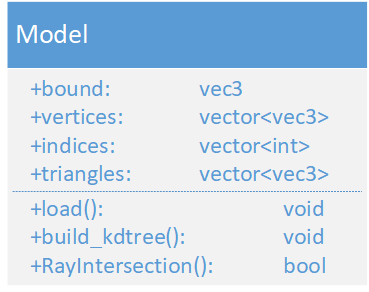 Model
+bound: vec3
+vertices: vector<vec3>
+indices: vector<int>
+triangles: vector<vec3>
+load(): void
+build_kdtree(): void
+RayIntersection(): bool